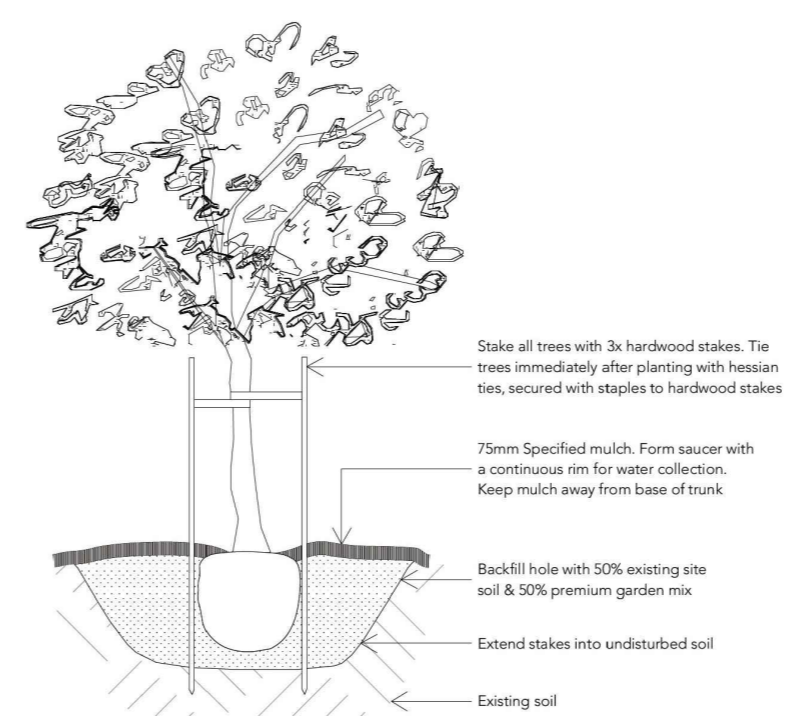 Stake all trees with 3x hardwood stakes. Tie
trees immediately after planting with hessian
ties, secured with staples to hardwood stakes
75mm Specified mulch. Form saucer with
a continuous rim for water collection.
Keep mulch away from base of trunk
Backfill hole with 50% existing site
soil & 50% premium garden mix
Extend stakes into undisturbed soil
Existing soil